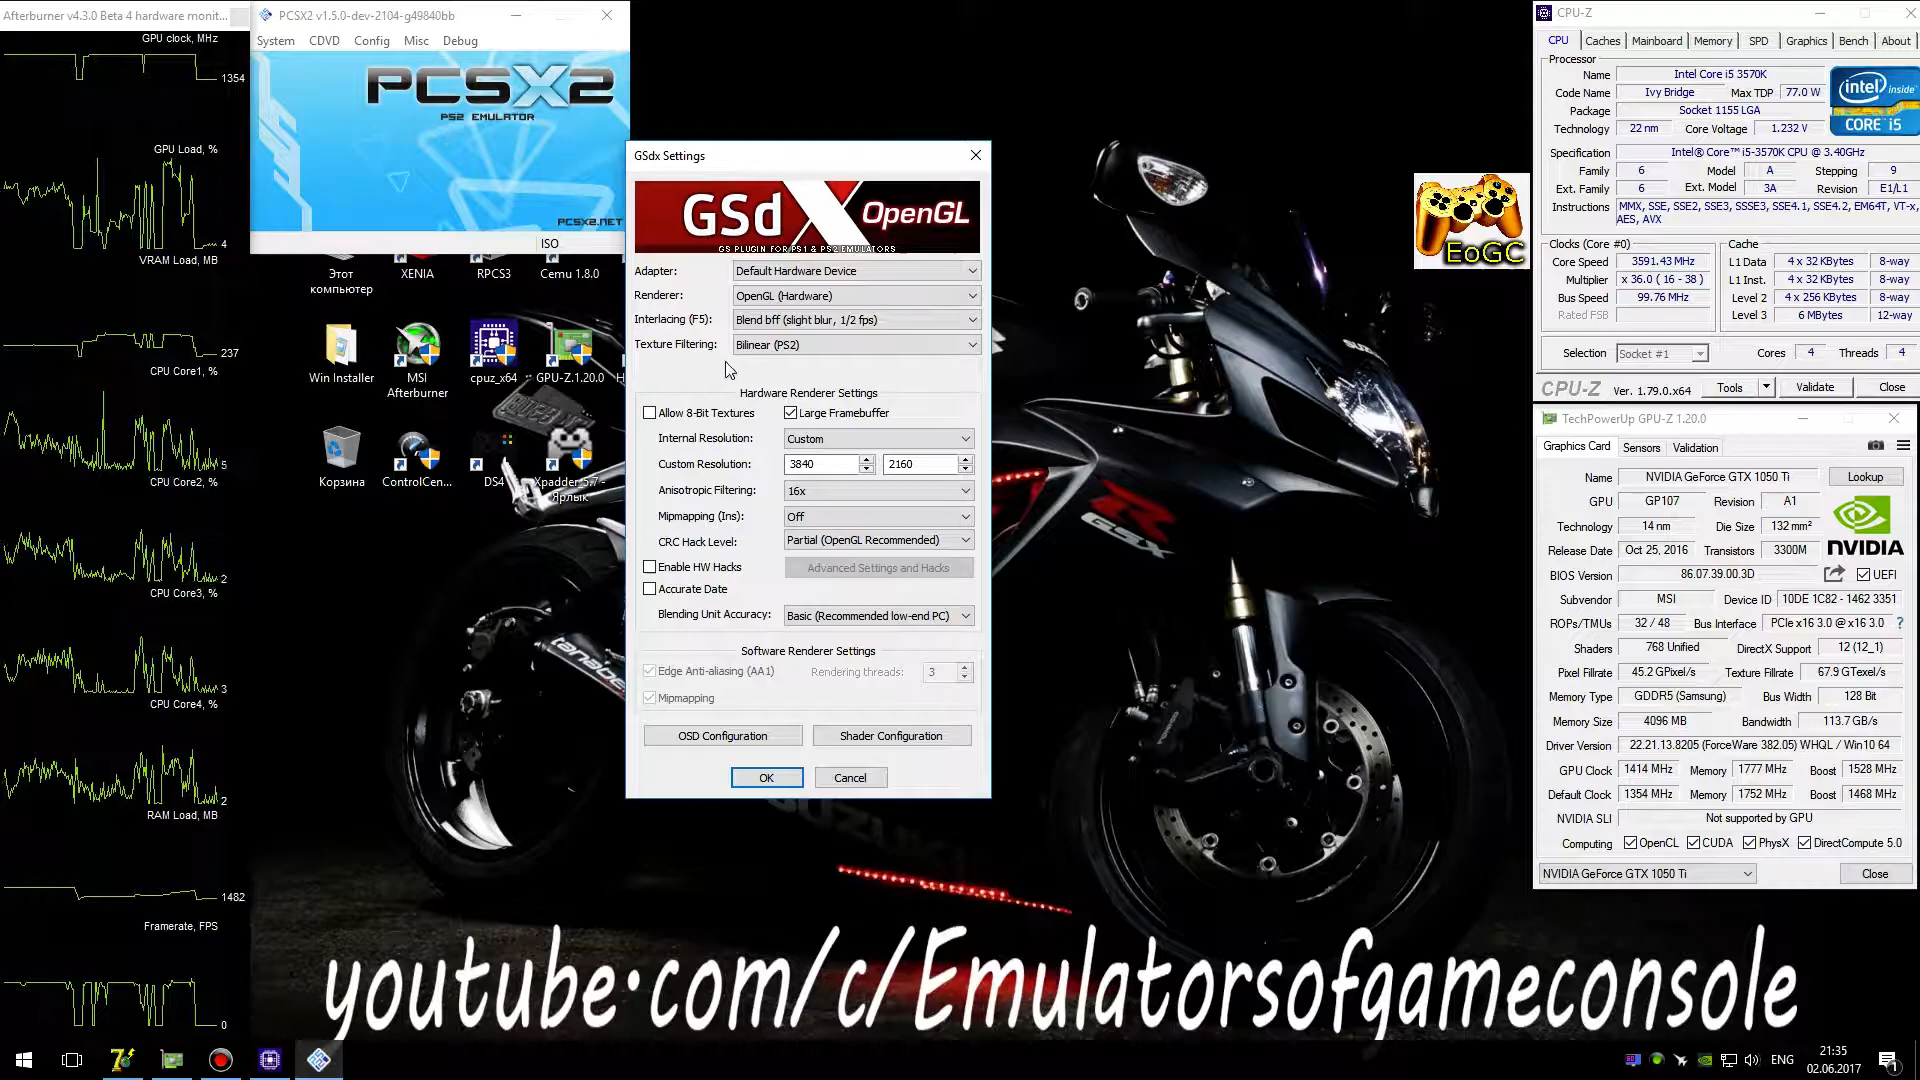 Afterburner v4.3.0 Beta 4 hardware monit...
GPU clock, MHz
1354
GPU Load, %
4
VRAM Load, MB
237
CPU Core1, %
5
CPU Core2, %
2
CPU Core3, %
3
CPU Core4, %
2
RAM Load, MB
1482
Framerate, FPS
0
PCSX2 v1.5.0-dev-2104-g49840bb
System CDVD Config Misc Debug
PCSX2
PS2 EMULATOR
PCSX2.NET
ISO
Этот компьютер
XENIA
RPCS3
Cemu 1.8.0
Win Installer
MSI Afterburner
cpuz_x64
GPU-Z.1.20.0
Корзина
ControlCen...
DS4
Xpadder 5.7 - Ярлык
GSdx Settings
GSdX OpenGL
GS PLUGIN FOR PS1 & PS2 EMULATORS
Adapter: Default Hardware Device
Renderer: OpenGL (Hardware)
Interlacing (F5): Blend bff (slight blur, 1/2 fps)
Texture Filtering: Bilinear (PS2)
Hardware Renderer Settings
Allow 8-Bit Textures Large Framebuffer
Internal Resolution: Custom
Custom Resolution: 3840 2160
Anisotropic Filtering: 16x
Mipmapping (Ins): Off
CRC Hack Level: Partial (OpenGL Recommended)
Enable HW Hacks Advanced Settings and Hacks
Accurate Date
Blending Unit Accuracy: Basic (Recommended low-end PC)
Software Renderer Settings
Edge Anti-aliasing (AA1) Rendering threads: 3
Mipmapping
OSD Configuration Shader Configuration
OK Cancel
EoGC
R
GSX
SUZUKI
CPU-Z
CPU Caches Mainboard Memory SPD Graphics Bench About
Processor
Name Intel Core i5 3570K
Code Name Ivy Bridge Max TDP 77.0 W
Package Socket 1155 LGA
Technology 22 nm Core Voltage 1.232 V
intel inside
CORE i5
Specification Intel® Core™ i5-3570K CPU @ 3.40GHz
Family 6 Model A Stepping 9
Ext. Family 6 Ext. Model 3A Revision E1/L1
Instructions MMX, SSE, SSE2, SSE3, SSSE3, SSE4.1, SSE4.2, EM64T, VT-x,
AES, AVX
Clocks (Core #0) Cache
Core Speed 3591.43 MHz L1 Data 4 x 32 KBytes 8-way
Multiplier x 36.0 ( 16 - 38 ) L1 Inst. 4 x 32 KBytes 8-way
Bus Speed 99.76 MHz Level 2 4 x 256 KBytes 8-way
Rated FSB Level 3 6 MBytes 12-way
Selection Socket #1 Cores 4 Threads 4
CPU-Z Ver. 1.79.0.x64 Tools Validate Close
TechPowerUp GPU-Z 1.20.0
Graphics Card Sensors Validation
Name NVIDIA GeForce GTX 1050 Ti Lookup
GPU GP107 Revision A1
Technology 14 nm Die Size 132 mm²
Release Date Oct 25, 2016 Transistors 3300M
NVIDIA
BIOS Version 86.07.39.00.3D UEFI
Subvendor MSI Device ID 10DE 1C82 - 1462 3351
ROPs/TMUs 32 / 48 Bus Interface PCIe x16 3.0 @ x16 3.0 ?
Shaders 768 Unified DirectX Support 12 (12_1)
Pixel Fillrate 45.2 GPixel/s Texture Fillrate 67.9 GTexel/s
Memory Type GDDR5 (Samsung) Bus Width 128 Bit
Memory Size 4096 MB Bandwidth 113.7 GB/s
Driver Version 22.21.13.8205 (ForceWare 382.05) WHQL / Win10 64
GPU Clock 1414 MHz Memory 1777 MHz Boost 1528 MHz
Default Clock 1354 MHz Memory 1752 MHz Boost 1468 MHz
NVIDIA SLI Not supported by GPU
Computing OpenCL CUDA PhysX DirectCompute 5.0
NVIDIA GeForce GTX 1050 Ti Close
youtube.com/c/Emulatorsofgameconsole
ENG
21:35
02.06.2017